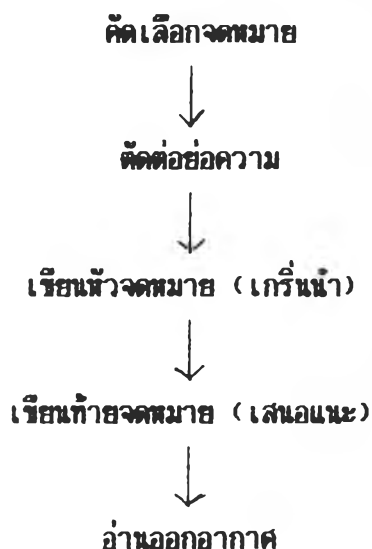 คัดเลือกจดหมาย
ตัดต่อย่อความ
เขียนหัวจดหมาย (เกริ่นนำ)
เขียนท้ายจดหมาย (เสนอแนะ)
อ่านออกอากาศ